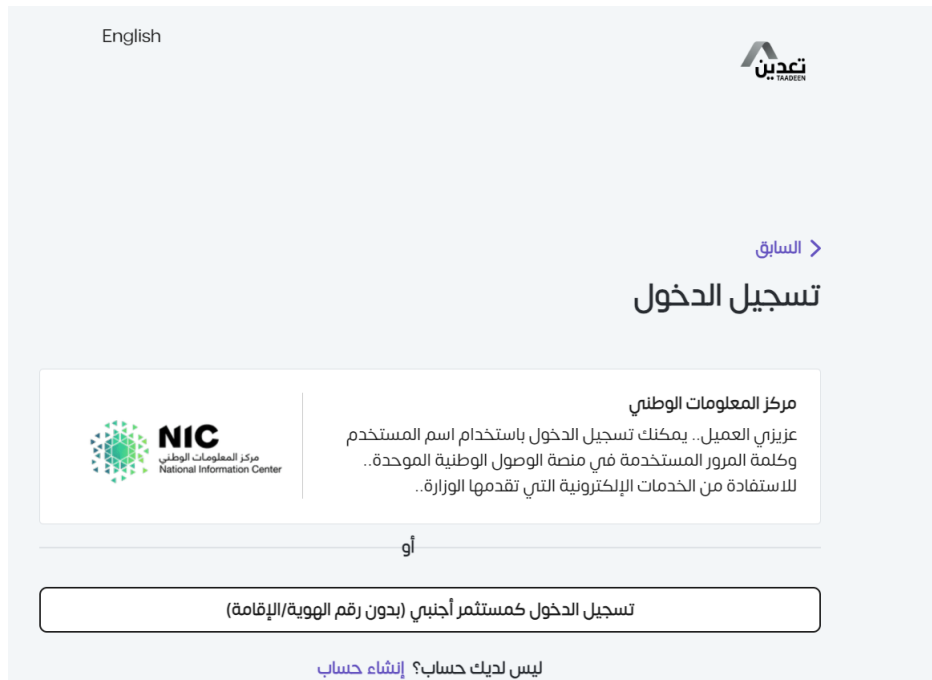 English
تعدين
TAADEEN
السابق
تسجيل الدخول
مركز المعلومات الوطني
عزيزي العميل.. يمكنك تسجيل الدخول باستخدام اسم المستخدم
وكلمة المرور المستخدمة في منصة الوصول الوطنية الموحدة..
للاستفادة من الخدمات الإلكترونية التي تقدمها الوزارة..
NIC
مركز المعلومات الوطني
National Information Center
أو
تسجيل الدخول كمستثمر أجنبي (بدون رقم الهوية/الإقامة)
ليس لديك حساب؟ إنشاء حساب